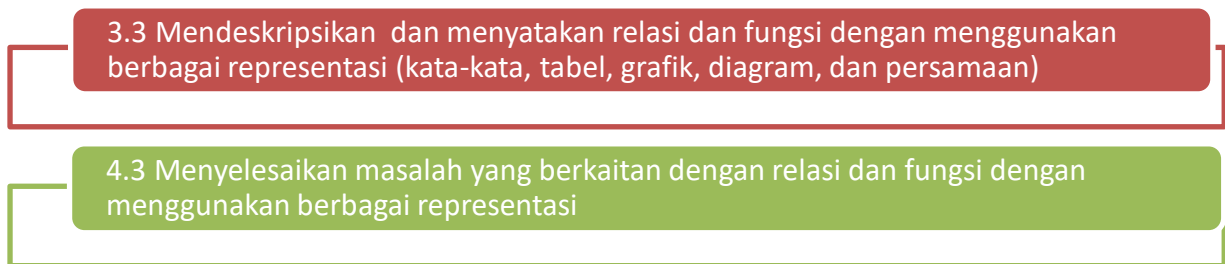 3.3 Mendeskripsikan dan menyatakan relasi dan fungsi dengan menggunakan
berbagai representasi (kata-kata, tabel, grafik, diagram, dan persamaan)
4.3 Menyelesaikan masalah yang berkaitan dengan relasi dan fungsi dengan
menggunakan berbagai representasi